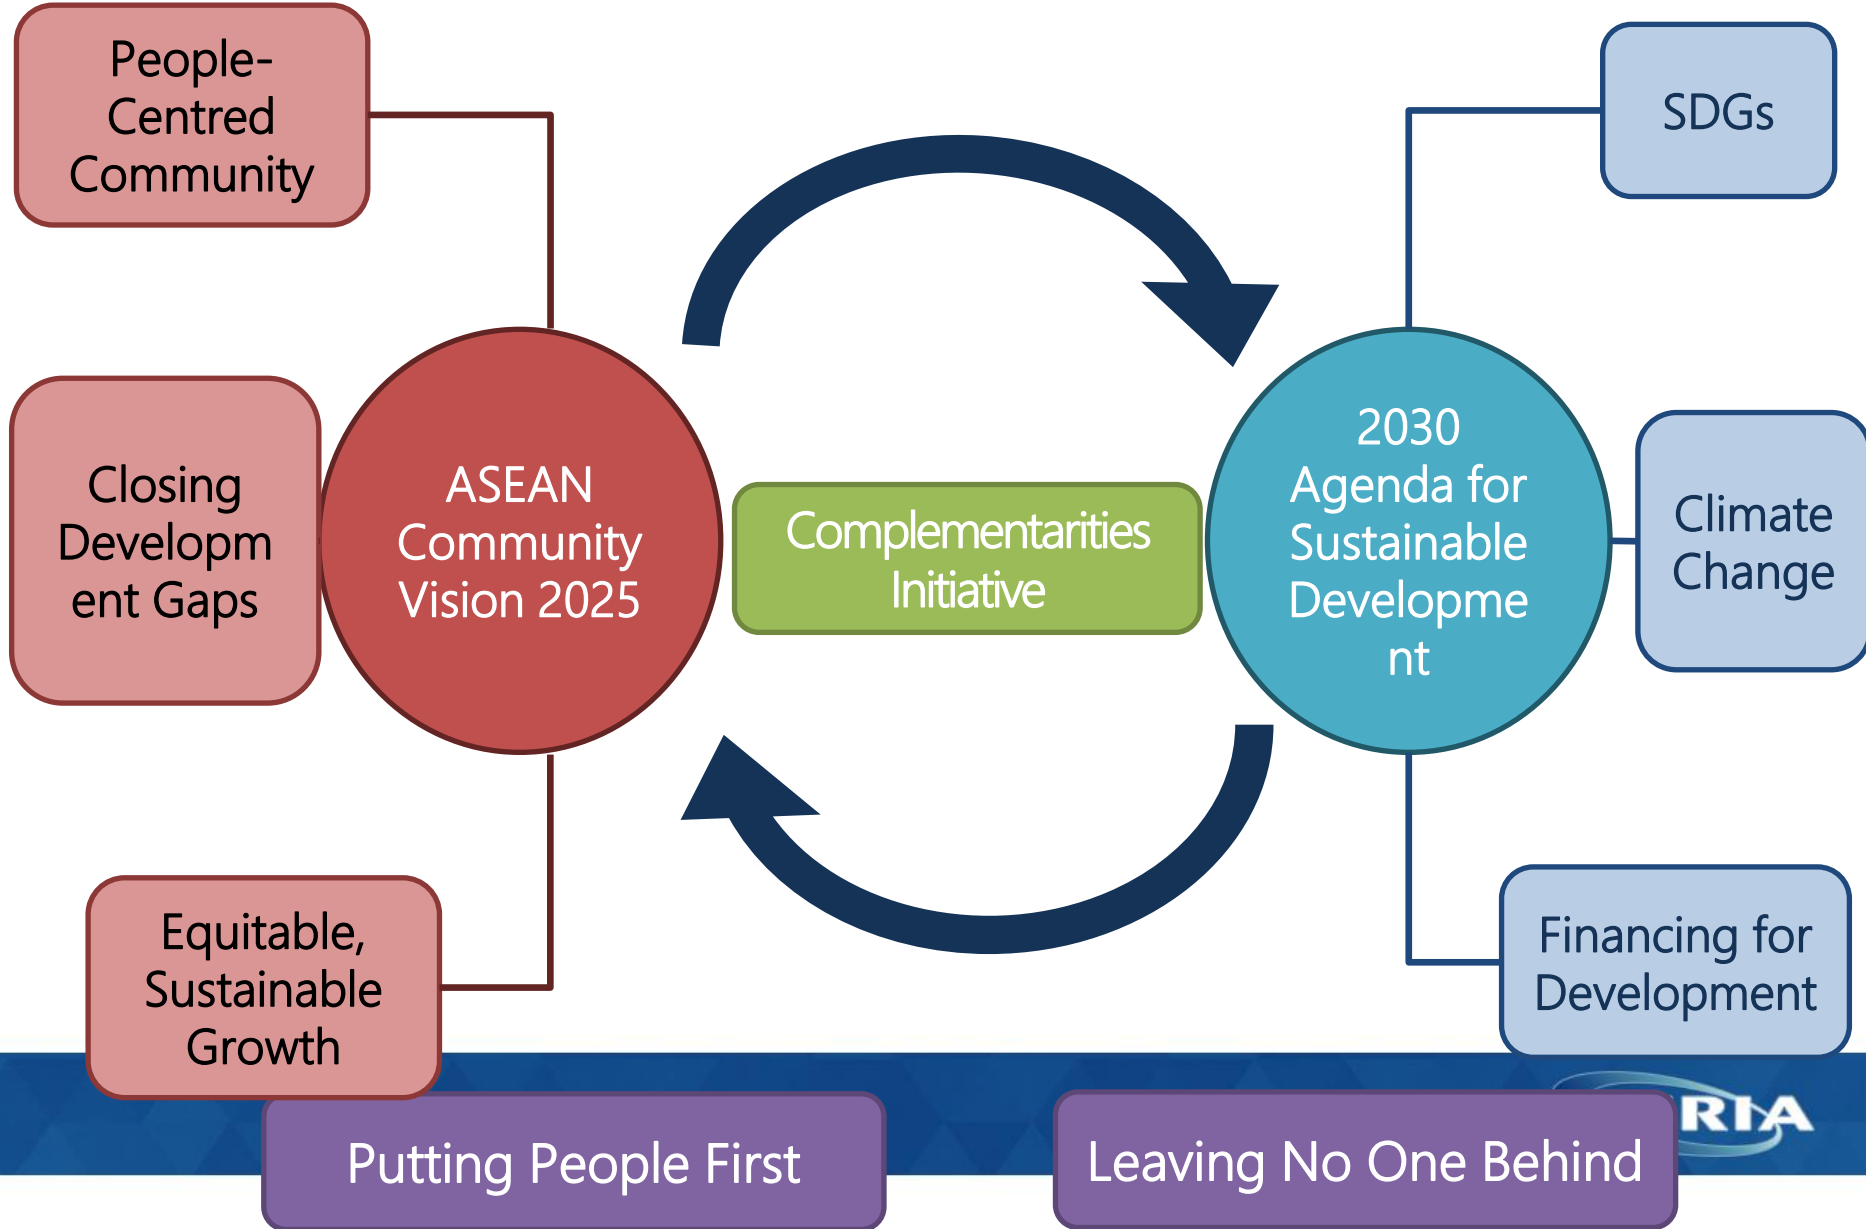 People-
Centred
Community
SDGs
Closing
Developm
ent Gaps
ASEAN
Community
Vision 2025
Complementarities
Initiative
2030
Agenda for
Sustainable
Developme
nt
Climate
Change
Equitable,
Sustainable
Growth
Financing for
Development
Putting People First
Leaving No One Behind